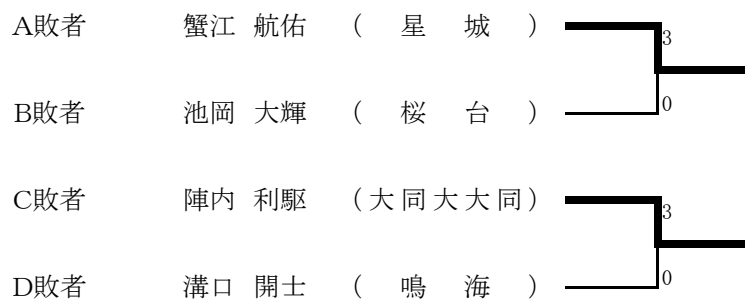 A敗者 蟹江 航佑 ( 星 城 )
3
0
B敗者 池岡 大輝 ( 桜 台 )
C敗者 陣内 利駆 (大同大大同)
3
0
D敗者 溝口 開士 ( 鳴 海 )